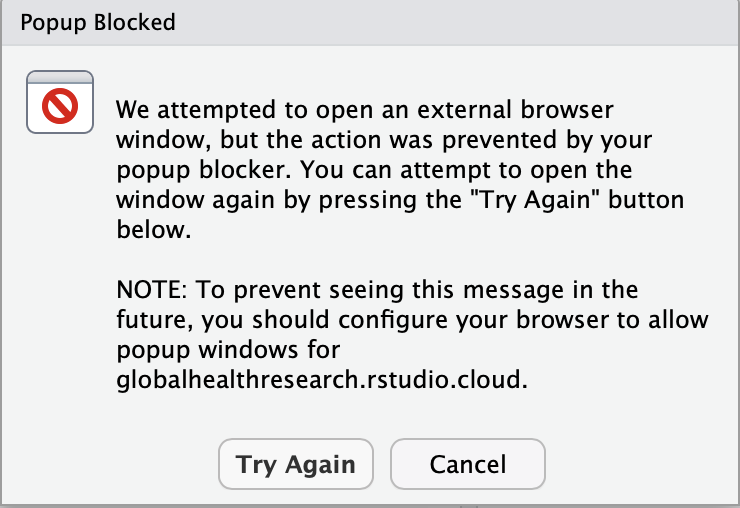 Popup Blocked
We attempted to open an external browser
window, but the action was prevented by your
popup blocker. You can attempt to open the
window again by pressing the "Try Again" button
below.
NOTE: To prevent seeing this message in the
future, you should configure your browser to allow
popup windows for
globalhealthresearch.rstudio.cloud.
Try Again
Cancel